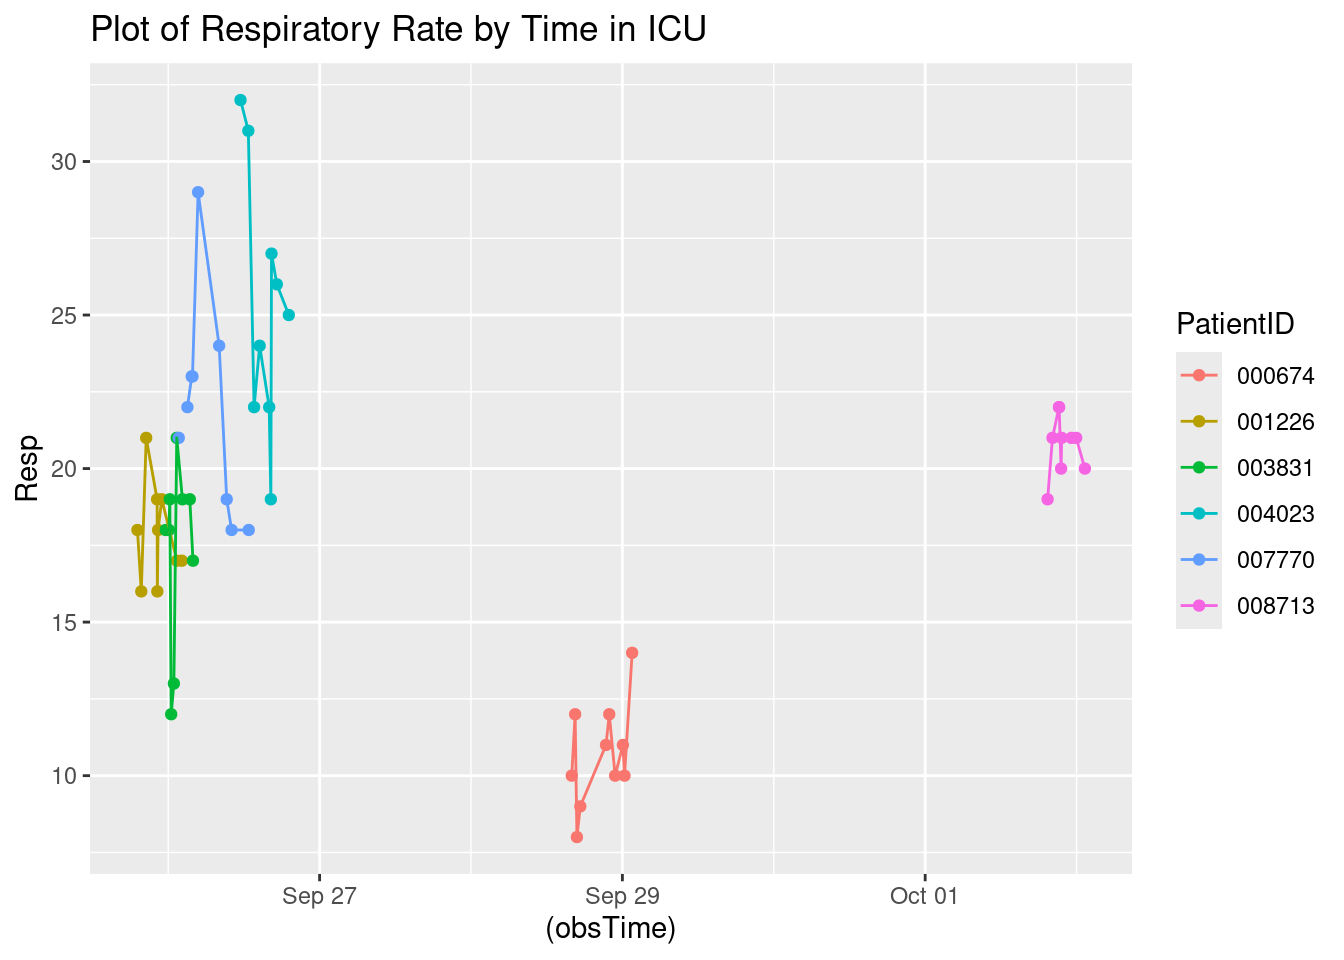 Plot of Respiratory Rate by Time in ICU
30
25
20
15
10
Resp
Sep 27
Sep 29
Oct 01
(obsTime)
PatientID
000674
001226
003831
004023
007770
008713